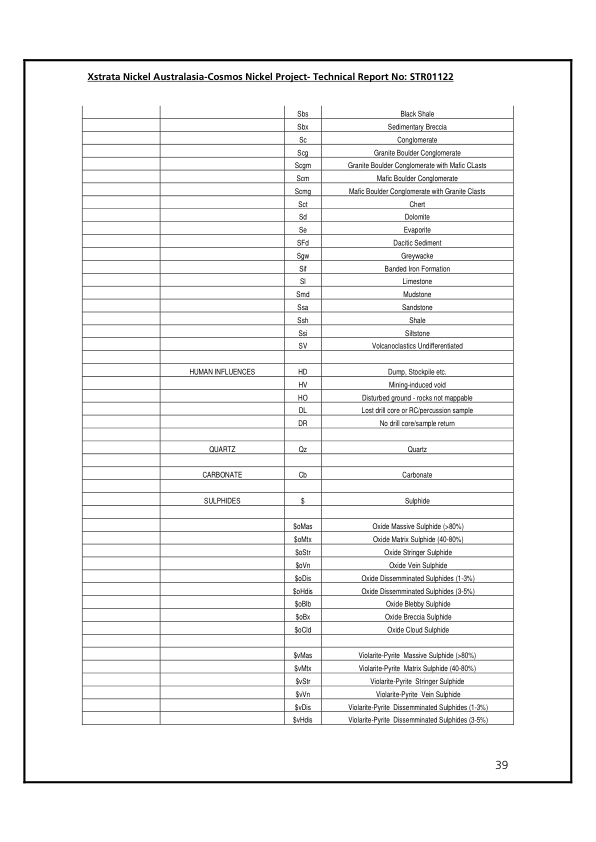 Xstrata Nickel Australasia-Cosmos Nickel Project- Technical Report No: STR01122
Sbs Black Shale
Sbx Sedimentary Breccia
Sc Conglomerate
Scg Granite Boulder Conglomerate
Scgm Granite Boulder Conglomerate with Mafic CLasts
Scm Mafic Boulder Conglomerate
Scmg Mafic Boulder Conglomerate with Granite Clasts
Sct Chert
Sd Dolomite
Se Evaporite
SFd Dacitic Sediment
Sgw Greywacke
Sif Banded Iron Formation
Sl Limestone
Smd Mudstone
Ssa Sandstone
Ssh Shale
Ssi Siltstone
SV Volcanoclastics Undifferentiated
HUMAN INFLUENCES HD Dump, Stockpile etc.
HV Mining-induced void
HO Disturbed ground - rocks not mappable
DL Lost drill core or RC/percussion sample
DR No drill core/sample return
QUARTZ Qz Quartz
CARBONATE Cb Carbonate
SULPHIDES $ Sulphide
$oMas Oxide Massive Sulphide (>80%)
$oMtx Oxide Matrix Sulphide (40-80%)
$oStr Oxide Stringer Sulphide
$oVn Oxide Vein Sulphide
$oDis Oxide Dissemminated Sulphides (1-3%)
$oHdis Oxide Dissemminated Sulphides (3-5%)
$oBlb Oxide Blebby Sulphide
$oBx Oxide Breccia Sulphide
$oCld Oxide Cloud Sulphide
$vMas Violarite-Pyrite Massive Sulphide (>80%)
$vMtx Violarite-Pyrite Matrix Sulphide (40-80%)
$vStr Violarite-Pyrite Stringer Sulphide
$vVn Violarite-Pyrite Vein Sulphide
$vDis Violarite-Pyrite Dissemminated Sulphides (1-3%)
$vHdis Violarite-Pyrite Dissemminated Sulphides (3-5%)
39